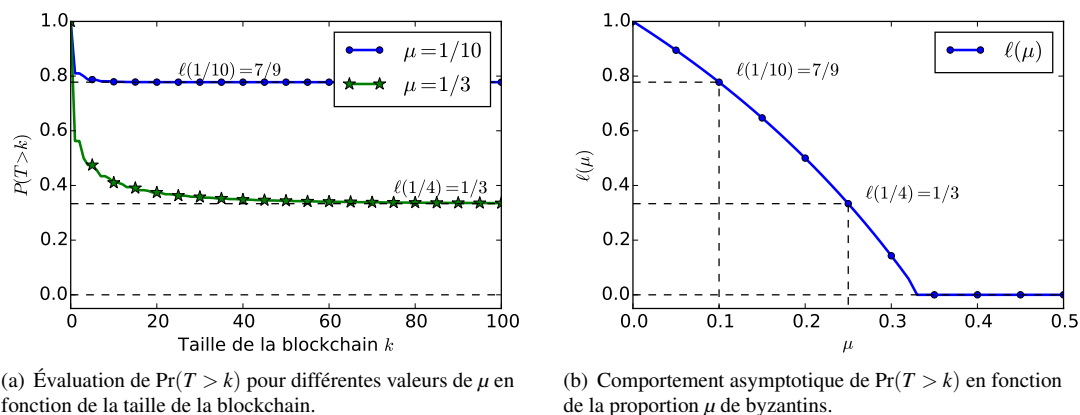 1.0
0.8
0.6
0.4
0.2
0.0
P(T>k)
ℓ(1/10)=7/9
ℓ(1/4)=1/3
μ=1/10
μ=1/3
0 20 40 60 80 100
Taille de la blockchain k
(a) Évaluation de Pr(T > k) pour différentes valeurs de μ en
fonction de la taille de la blockchain.
1.0
0.8
0.6
0.4
0.2
0.0
ℓ(μ)
ℓ(1/10)=7/9
ℓ(1/4)=1/3
ℓ(μ)
0.0 0.1 0.2 0.3 0.4 0.5
μ
(b) Comportement asymptotique de Pr(T > k) en fonction
de la proportion μ de byzantins.